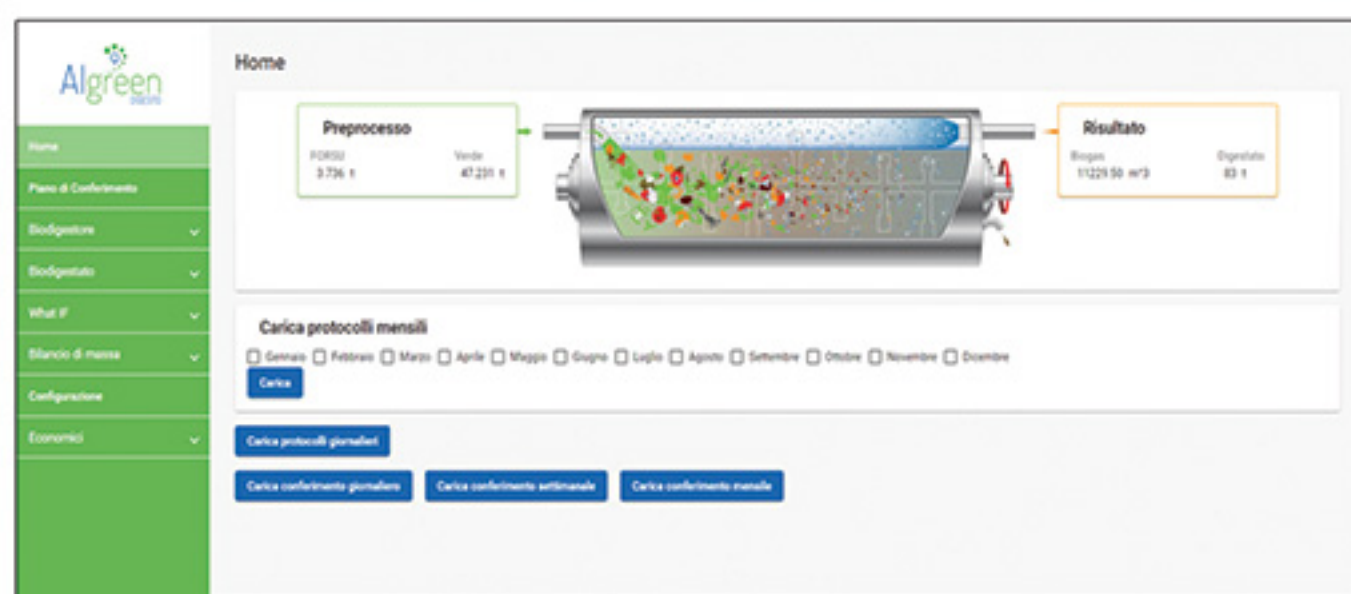 Algreen
Home
Home
Piano di Conferimento
Biodigestore
Biodigestato
What IF
Bilancio di massa
Configurazione
Economici
Preprocesso
FORSU Verde
3.736 t 47.231 t
Risultato
Biogas Digestato
11229.50 m^3 83 t
Carica protocolli mensili
Gennaio Febbraio Marzo Aprile Maggio Giugno Luglio Agosto Settembre Ottobre Novembre Dicembre
Carica
Carica protocolli giornalieri
Carica conferimento giornaliero Carica conferimento settimanale Carica conferimento mensile